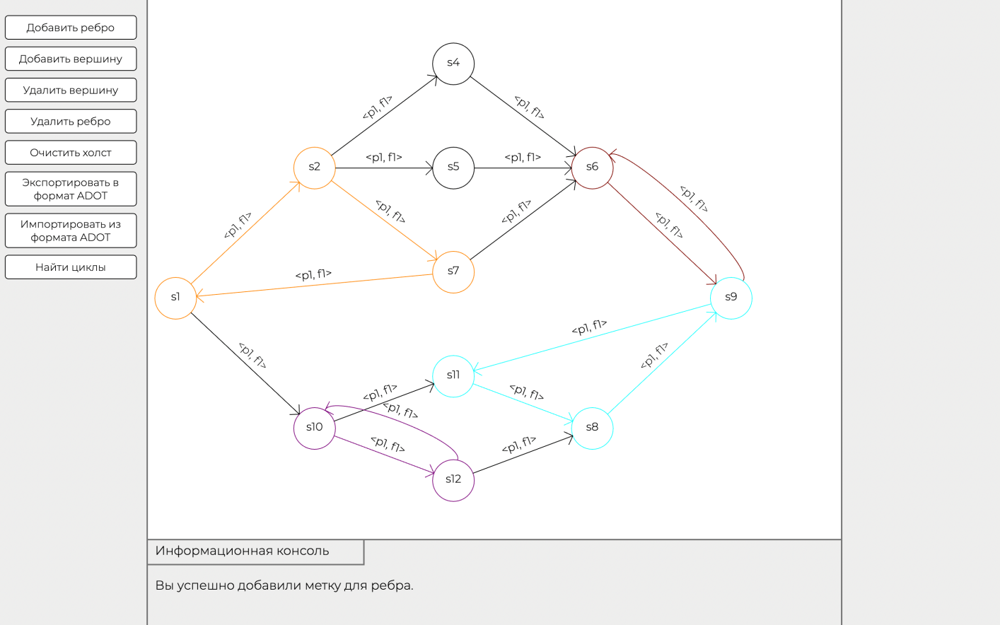 Добавить ребро
Добавить вершину
Удалить вершину
Удалить ребро
Очистить холст
Экспортировать в
формат ADOT
Импортировать из
формата ADOT
Найти циклы
s4
<p1, f1>
<p1, f1>
s2
<p1, f1>
s5
<p1, f1>
s6
<p1, f1>
<p1, f1>
<p1, f1>
<p1, f1>
<p1, f1>
s7
<p1, f1>
s1
s9
<p1, f1>
<p1, f1>
<p1, f1>
s11
<p1, f1>
<p1, f1>
<p1, f1>
s10
s8
<p1, f1>
<p1, f1>
s12
Информационная консоль
Вы успешно добавили метку для ребра.